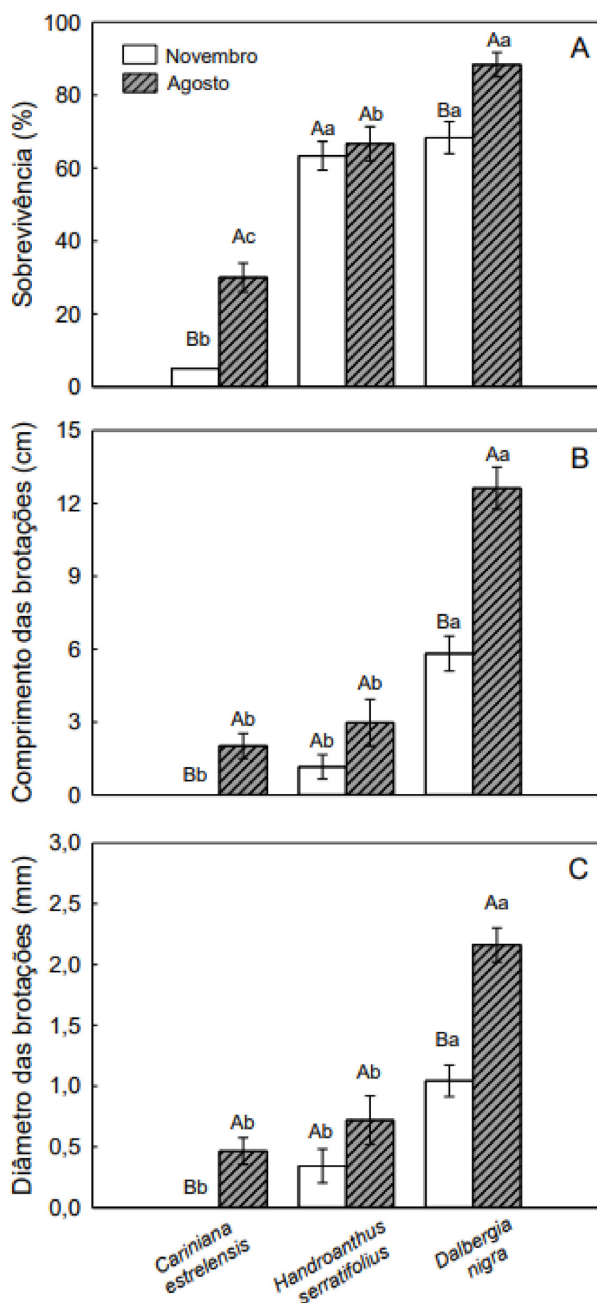 Sobrevivência (%)
100
80
60
40
20
0
Novembro
Agosto
A
Bb
Ac
Aa
Ab
Ba
Aa
Comprimento das brotações (cm)
15
12
9
6
3
0
B
Bb
Ab
Ab
Ab
Ba
Aa
Diâmetro das brotações (mm)
3,0
2,5
2,0
1,5
1,0
0,5
0,0
C
Bb
Ab
Ab
Ab
Ba
Aa
Cariniana
estrelensis
Handroanthus
serratifolius
Dalbergia
nigra